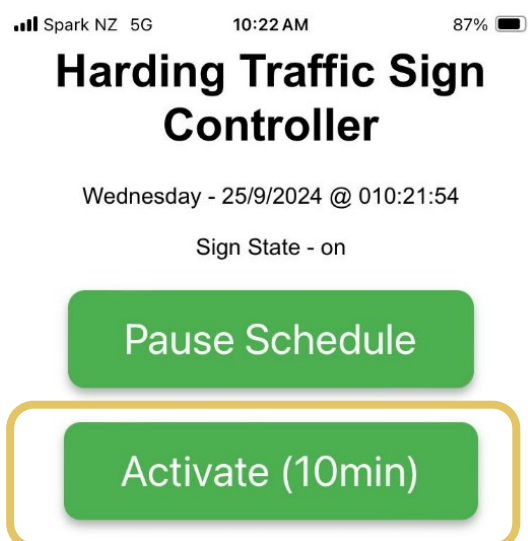 Spark NZ 5G 10:22 AM 87%
Harding Traffic Sign
Controller
Wednesday - 25/9/2024 @ 010:21:54
Sign State - on
Pause Schedule
Activate (10min)